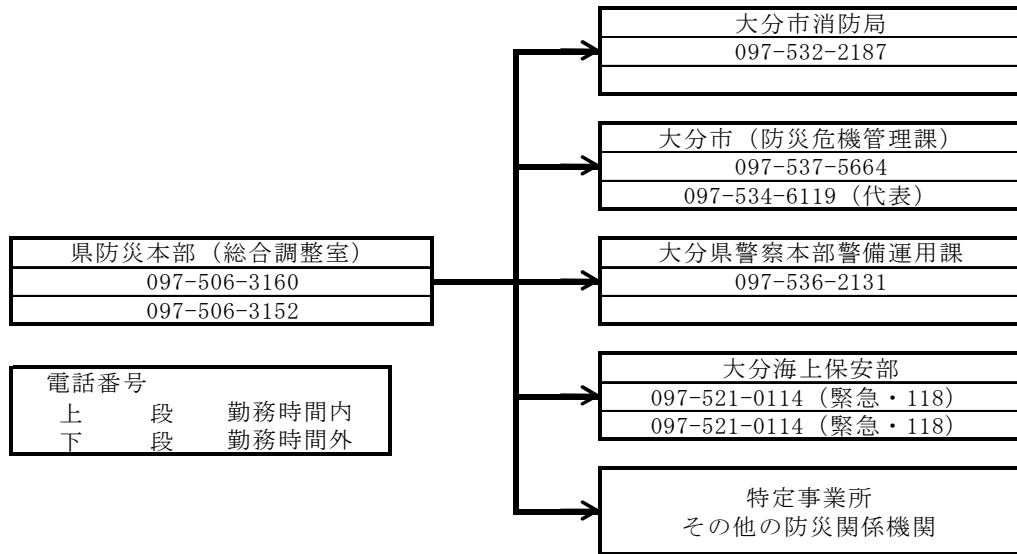 大分市消防局
097-532-2187
大分市（防災危機管理課）
097-537-5664
097-534-6119（代表）
県防災本部（総合調整室）
097-506-3160
097-506-3152
大分県警察本部警備運用課
097-536-2131
電話番号
上　　段　　勤務時間内
下　　段　　勤務時間外
大分海上保安部
097-521-0114（緊急・118）
097-521-0114（緊急・118）
特定事業所
その他の防災関係機関